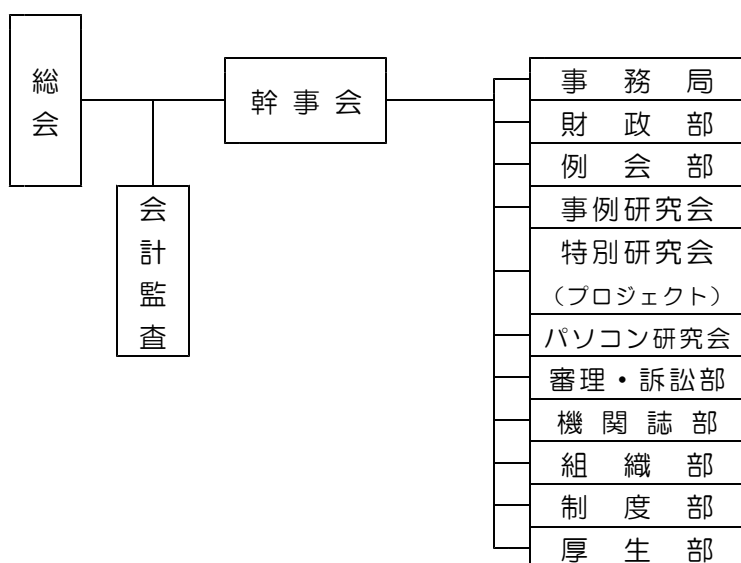 総会
幹事会
会計監査
事務局
財政部
例会部
事例研究会
特別研究会
（プロジェクト）
パソコン研究会
審理・訴訟部
機関誌部
組織部
制度部
厚生部